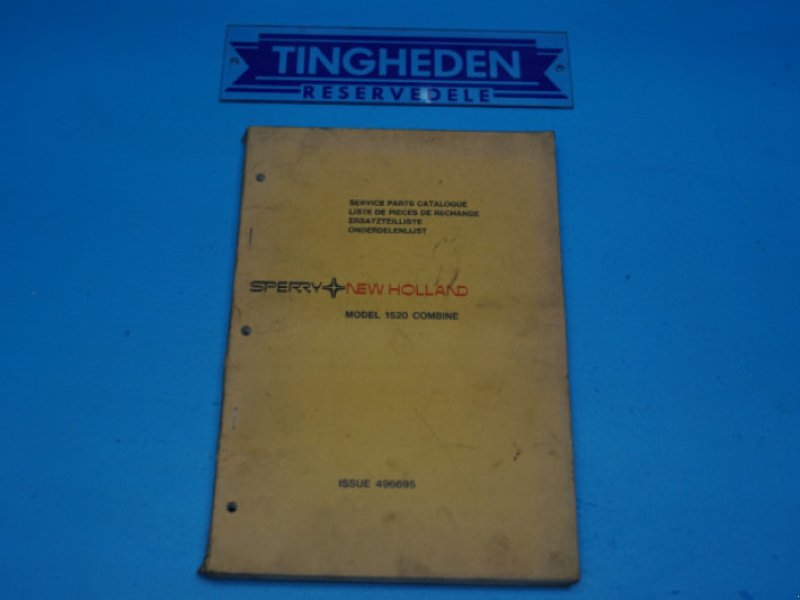 TINGHEDEN
RESERVEDELE
SERVICE PARTS CATALOGUE
LISTE DE PIECES DE RECHANGE
ERSATZTEILLISTE
ONDERDELENLIJST
SPERRY NEW HOLLAND
MODEL 1520 COMBINE
ISSUE 496695